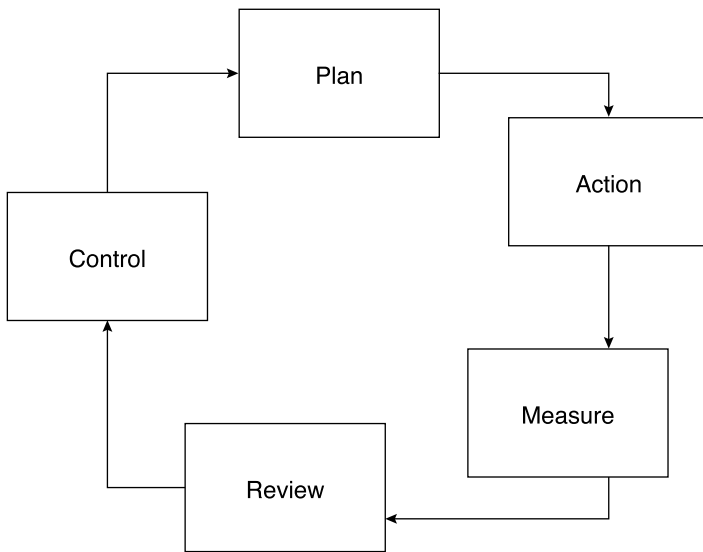 Plan
Action
Control
Measure
Review